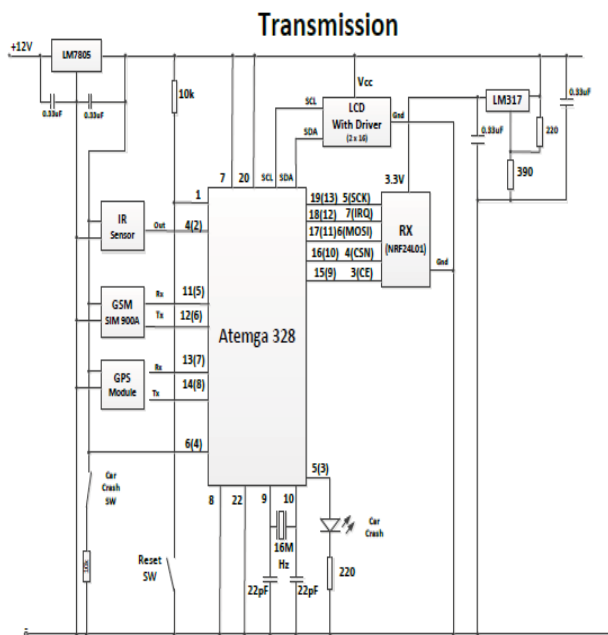 Transmission
+12V
LM7805
0.33uF
0.33uF
10k
Vcc
SCL
SDA
LCD
With Driver
(2 x 16)
Gnd
LM317
0.33uF
220
0.33uF
390
3.3V
7
20
SCL
SDA
1
IR
Sensor
Out
4(2)
19(13)
5(SCK)
18(12)
7(IRQ)
17(11)
6(MOSI)
16(10)
4(CSN)
15(9)
3(CE)
RX
(NRF24L01)
Gnd
GSM
SIM 900A
Rx
11(5)
Tx
12(6)
Atemga 328
GPS
Module
Rx
13(7)
Tx
14(8)
6(4)
5(3)
Car
Crash
SW
8
22
9
10
16M
Hz
Car
Crash
Reset
SW
22pF
22pF
220
-